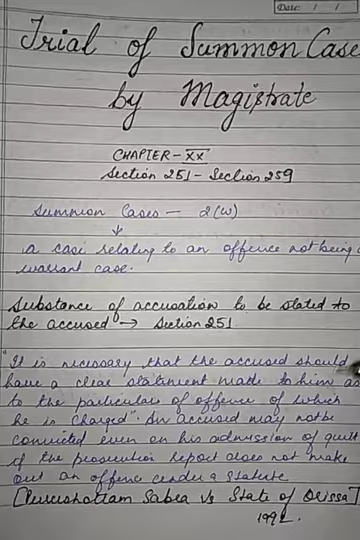 Date: / /
Trial of Summon Case
by Magistrate
CHAPTER - XX
Section 251 - Section 259
Summon Cases - 2(W)
↓
a case relating to an offence not being a
warrant case.
Substance of accusation to be stated to
the accused → Section 251
"It is necessary that the accused should
have a clear statement made to him as
to the particulars of offence of which
he is charged". An accused may not be
convicted even on his admission of guilt
if the prosecution report does not make
out an offence under a statute
Sabra Vs State of Orissa]